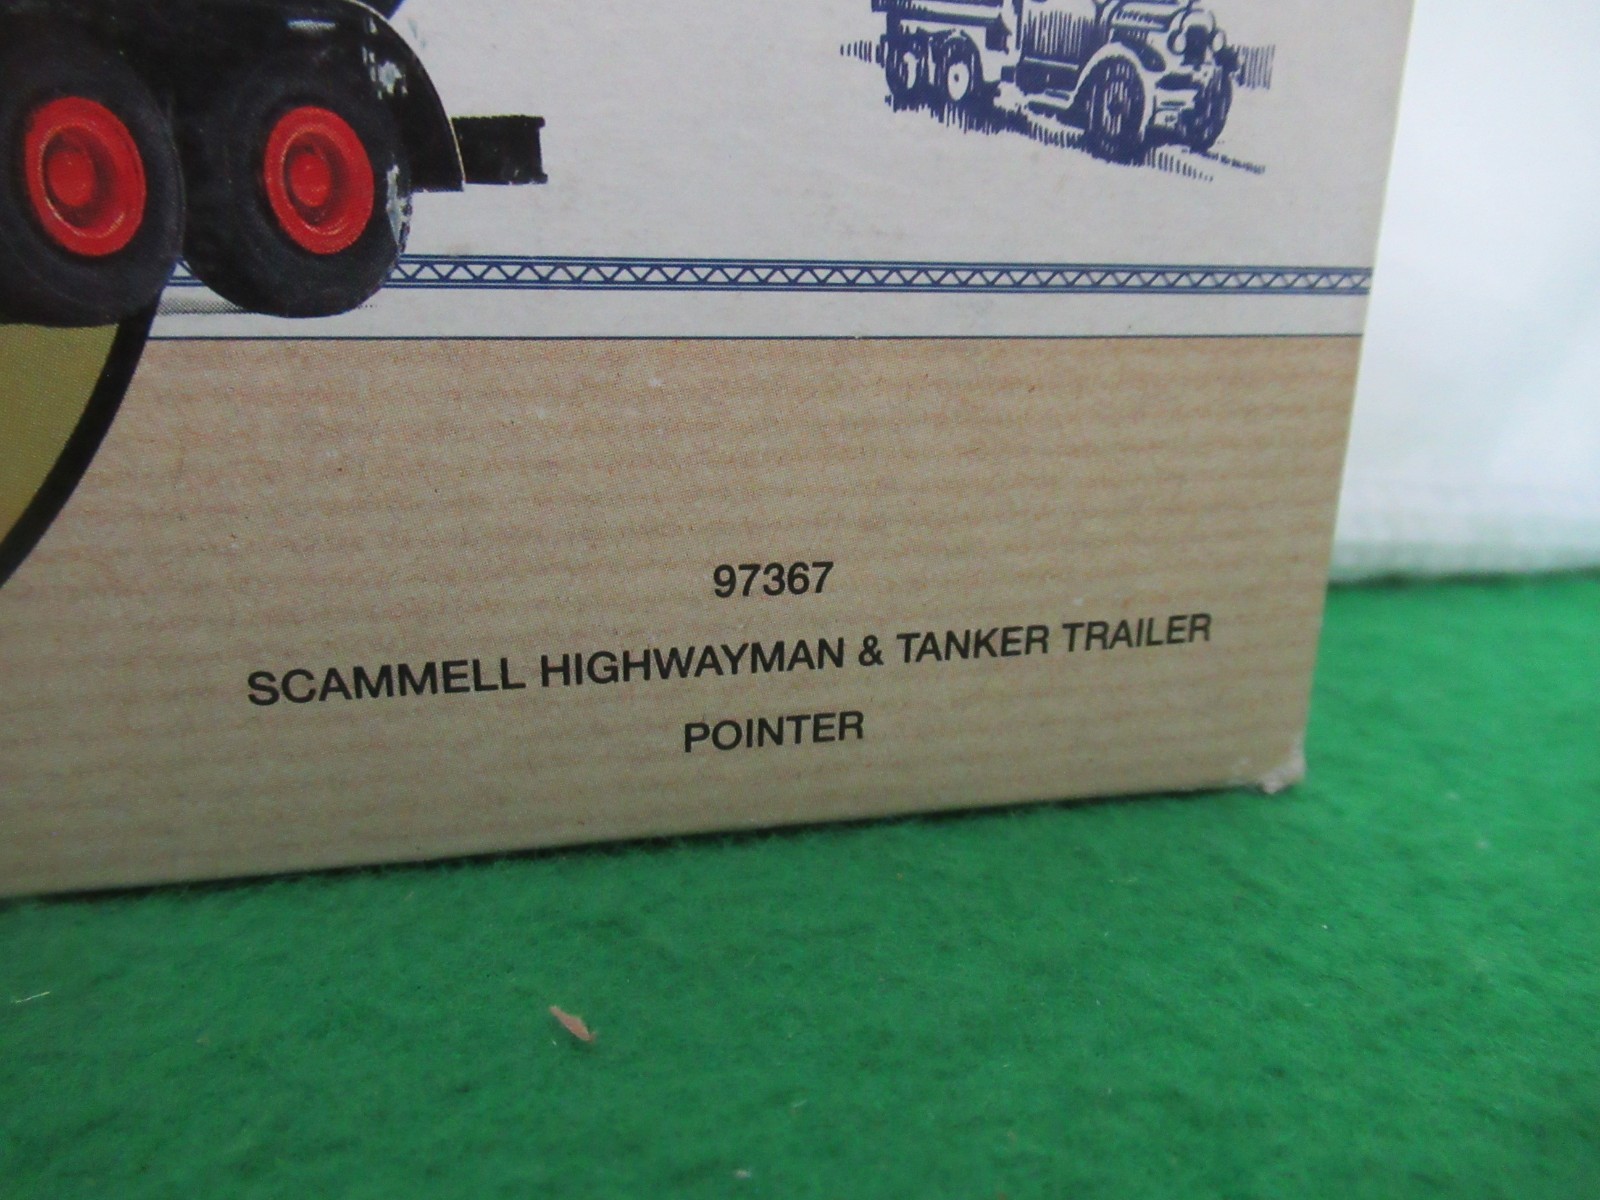 97367
SCAMMELL HIGHWAYMAN & TANKER TRAILER
POINTER